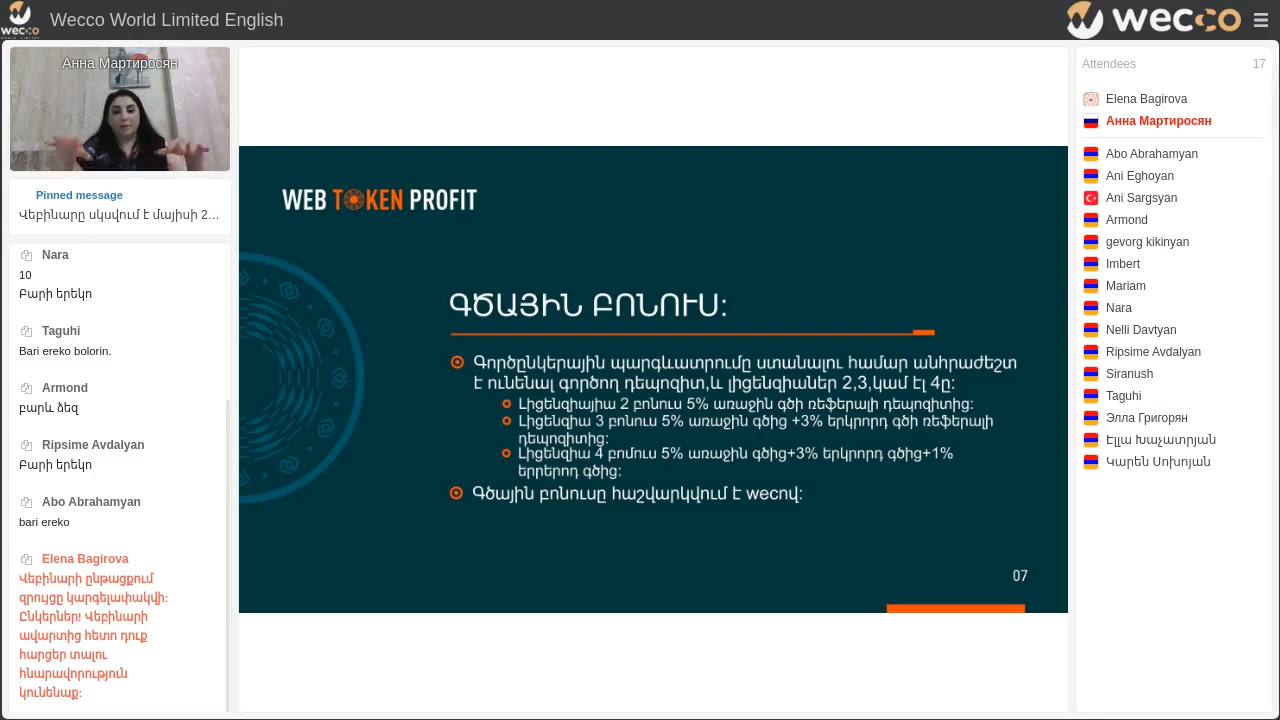 wecco
Wecco World Limited English
wecco
Анна Мартиросян
Pinned message
Վեբինարը սկսվում է մայիսի 2…
Nara
10
Բարի երեկո
Taguhi
Bari ereko bolorin.
Armond
բարև ձեզ
Ripsime Avdalyan
Բարի երեկո
Abo Abrahamyan
bari ereko
Elena Bagirova
Վեբինարի ընթացքում
զրույցը կարգելափակվի:
Ընկերներ! Վեբինարի
ավարտից հետո դուք
հարցեր տալու
հնարավորություն
կունենաք:
WEB TOKEN PROFIT
ԳԾԱՅԻՆ ԲՈՆՈՒՍ:
Գործընկերային պարգևատրումը ստանալու համար անհրաժեշտ
է ունենալ գործող դեպոզիտ,և լիցենզիաներ 2,3,կամ էլ 4ը:
Լիցենզիայիա 2 բոնուս 5% առաջին գծի ռեֆերալի դեպոզիտից:
Լիցենզիա 3 բոնուս 5% առաջին գծից +3% երկրորդ գծի ռեֆերալի
դեպոզիտից:
Լիցենզիա 4 բոմուս 5% առաջին գծից+3% երկրորդ գծից+1%
երրերոդ գծից:
Գծային բոնուսը հաշվարկվում է wecով:
07
Attendees 17
Elena Bagirova
Анна Мартиросян
Abo Abrahamyan
Ani Eghoyan
Ani Sargsyan
Armond
gevorg kikinyan
Imbert
Mariam
Nara
Nelli Davtyan
Ripsime Avdalyan
Siranush
Taguhi
Элла Григорян
Էլլա Խաչատրյան
Կարեն Սոխոյան